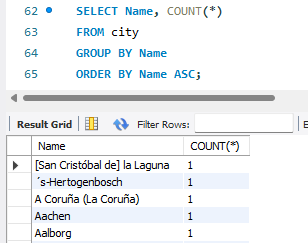 62 SELECT Name, COUNT(*)
63 FROM city
64 GROUP BY Name
65 ORDER BY Name ASC;
Result Grid Filter Rows:
Name COUNT(*)
[San Cristóbal de] la Laguna 1
´s-Hertogenbosch 1
A Coruña (La Coruña) 1
Aachen 1
Aalborg 1